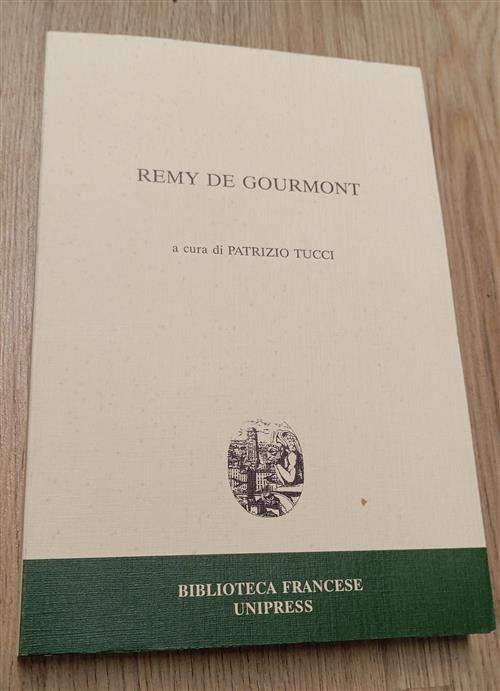 REMY DE GOURMONT
a cura di PATRIZIO TUCCI
BIBLIOTECA FRANCESE
UNIPRESS